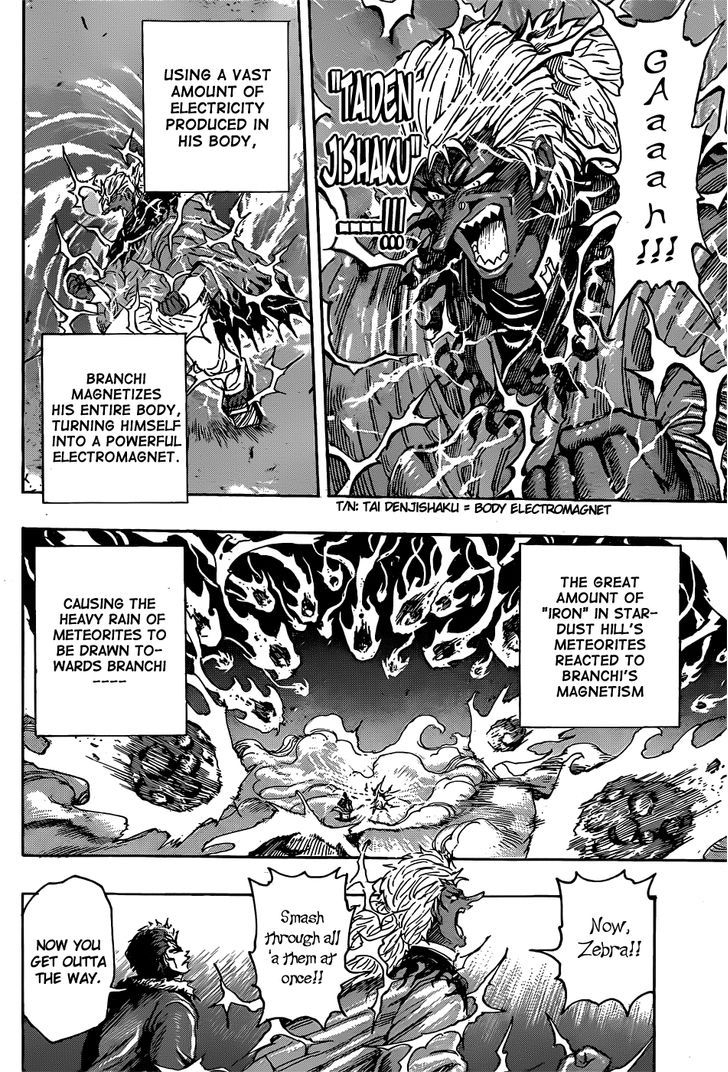 GAaaah!!!
"TAIDEN
JISHAKU"
!!!!
USING A VAST
AMOUNT OF
ELECTRICITY
PRODUCED IN
HIS BODY,
BRANCHI
MAGNETIZES
HIS ENTIRE BODY,
TURNING HIMSELF
INTO A POWERFUL
ELECTROMAGNET.
T/N: TAI DENJISHAKU = BODY ELECTROMAGNET
THE GREAT
AMOUNT OF
"IRON" IN STAR-
DUST HILL'S
METEORITES
REACTED TO
BRANCHI'S
MAGNETISM
CAUSING THE
HEAVY RAIN OF
METEORITES TO
BE DRAWN TO-
WARDS BRANCHI
----
Now,
Zebra!!
Smash
through all
'a them at
once!!
NOW YOU
GET OUTTA
THE WAY.